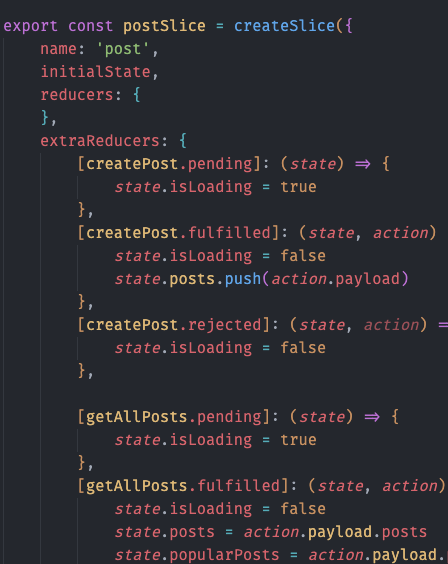 export const postSlice = createSlice({
    name: 'post',
    initialState,
    reducers: {
    },
    extraReducers: {
        [createPost.pending]: (state) => {
            state.isLoading = true
        },
        [createPost.fulfilled]: (state, action)
            state.isLoading = false
            state.posts.push(action.payload)
        },
        [createPost.rejected]: (state, action) =
            state.isLoading = false
        },

        [getAllPosts.pending]: (state) => {
            state.isLoading = true
        },
        [getAllPosts.fulfilled]: (state, action)
            state.isLoading = false
            state.posts = action.payload.posts
            state.popularPosts = action.payload.